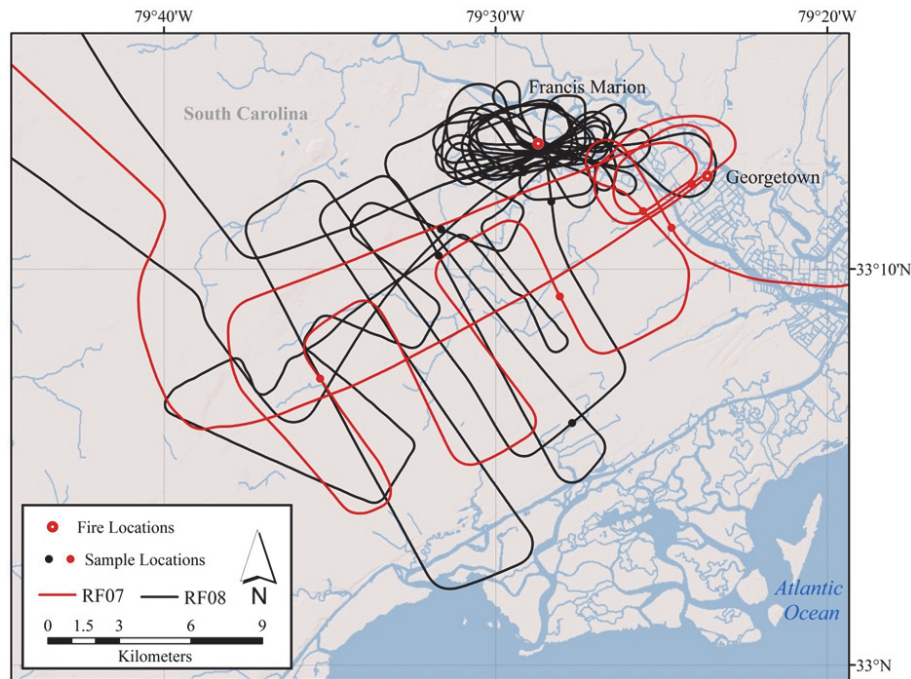 79°40'W
79°30'W
79°20'W
Francis Marion
South Carolina
Georgetown
33°10'N
Fire Locations
Sample Locations
RF07
RF08
N
0 1.5 3 6 9
Kilometers
Atlantic
Ocean
33°N